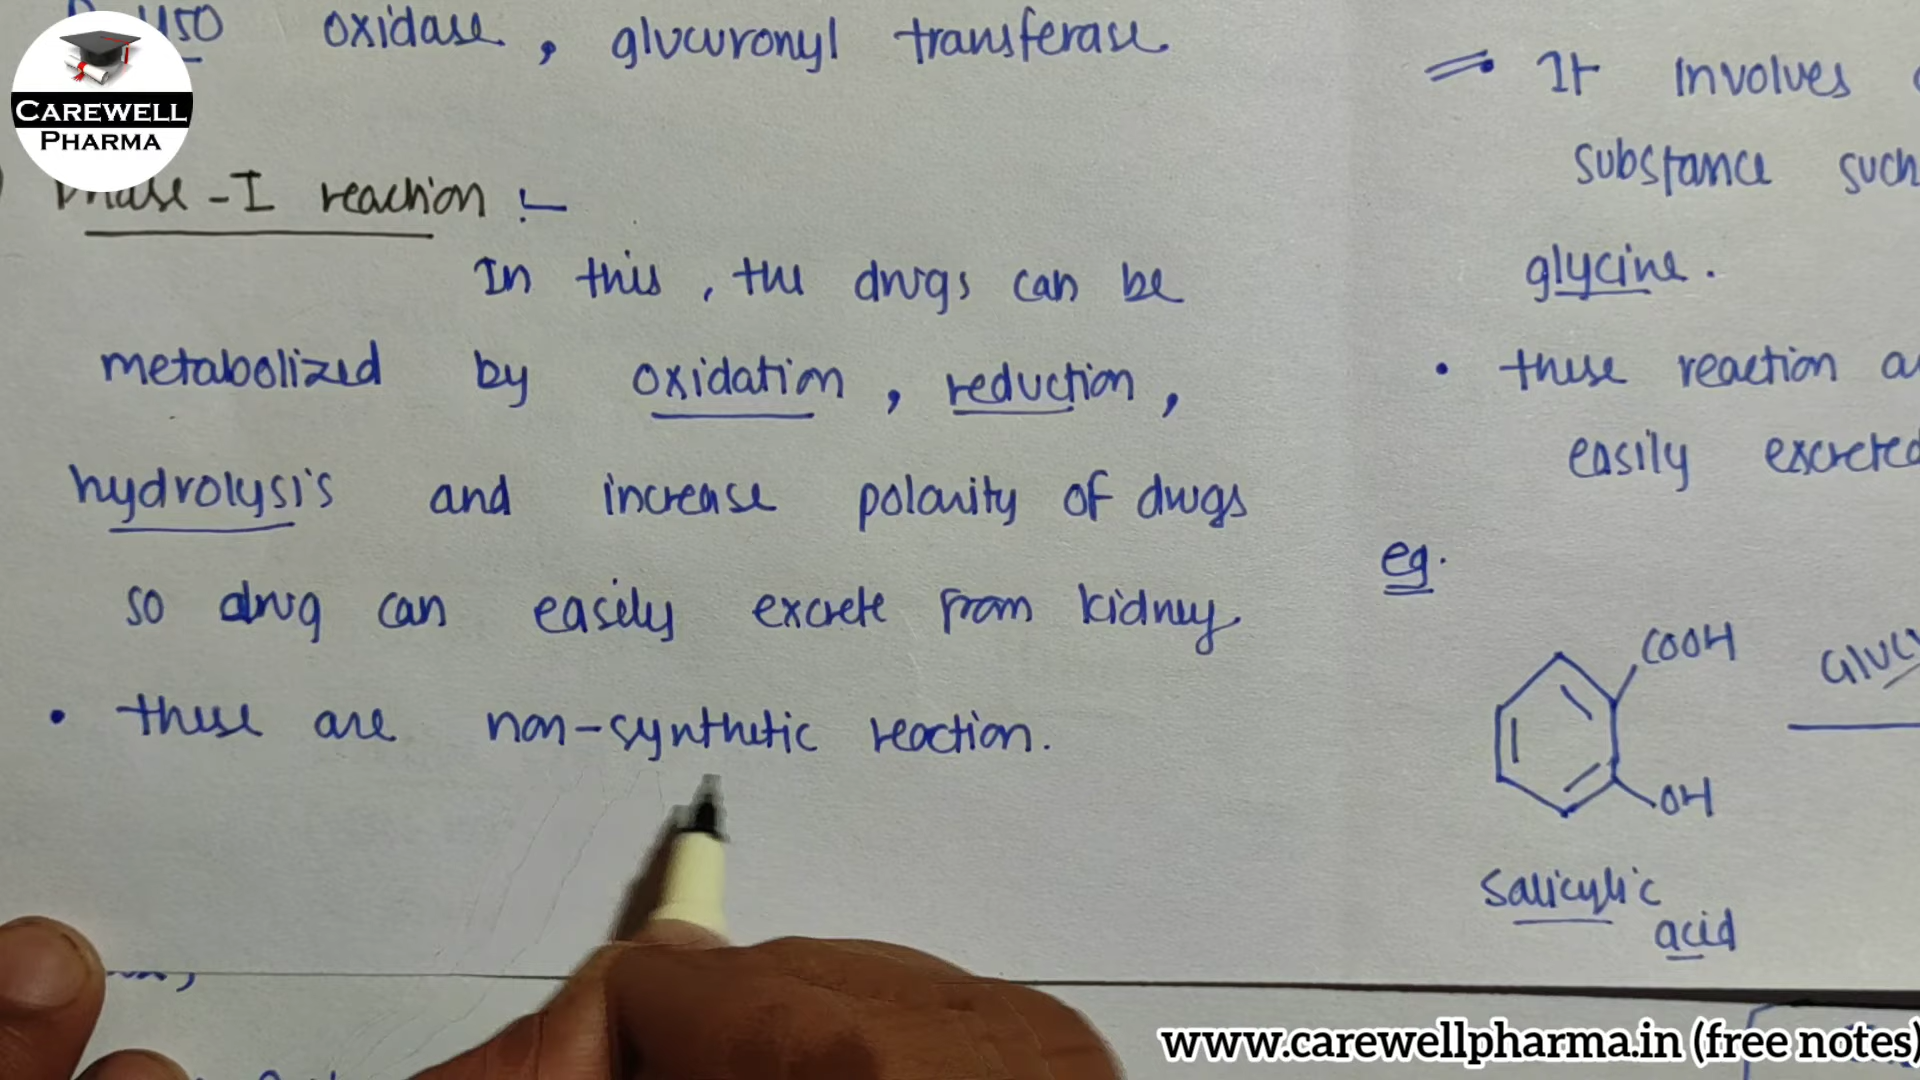 450 oxidase, glucuronyl transferase
CAREWELL
PHARMA
Phase-I reaction :-
In this, the drugs can be
metabolized by oxidation, reduction,
hydrolysis and increase polarity of drugs
so drug can easily excrete from kidney
• these are non-synthetic reaction.
• It involves
substance such
glycine.
• these reaction
easily excreted
eg.
COOH
OH
Salicylic
acid
www.carewellpharma.in (free notes)